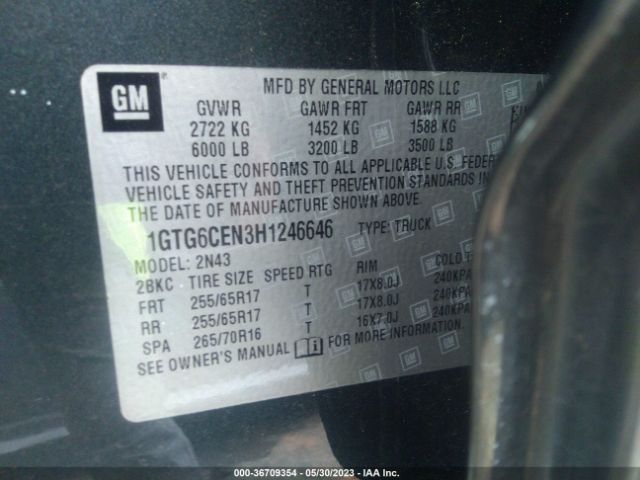 GM
MFD BY GENERAL MOTORS LLC
GVWR GAWR FRT GAWR RR
2722 KG 1452 KG 1588 KG
6000 LB 3200 LB 3500 LB
THIS VEHICLE CONFORMS TO ALL APPLICABLE U.S. FEDER
VEHICLE SAFETY AND THEFT PREVENTION STANDARDS IN
THE DATE OF MANUFACTURE SHOWN ABOVE.
1GTG6CEN3H1246646 TYPE: TRUCK
MODEL: 2N43
2BKC TIRE SIZE SPEED RTG RIM COLD
FRT 255/65R17 T 17X8.0J 240KPA
RR 255/65R17 T 17X8.0J 240KPA
SPA 265/70R16 T 16X7.0J 240KPA
SEE OWNER'S MANUAL FOR MORE INFORMATION.
000-36709354 — 05/30/2023 — IAA Inc.